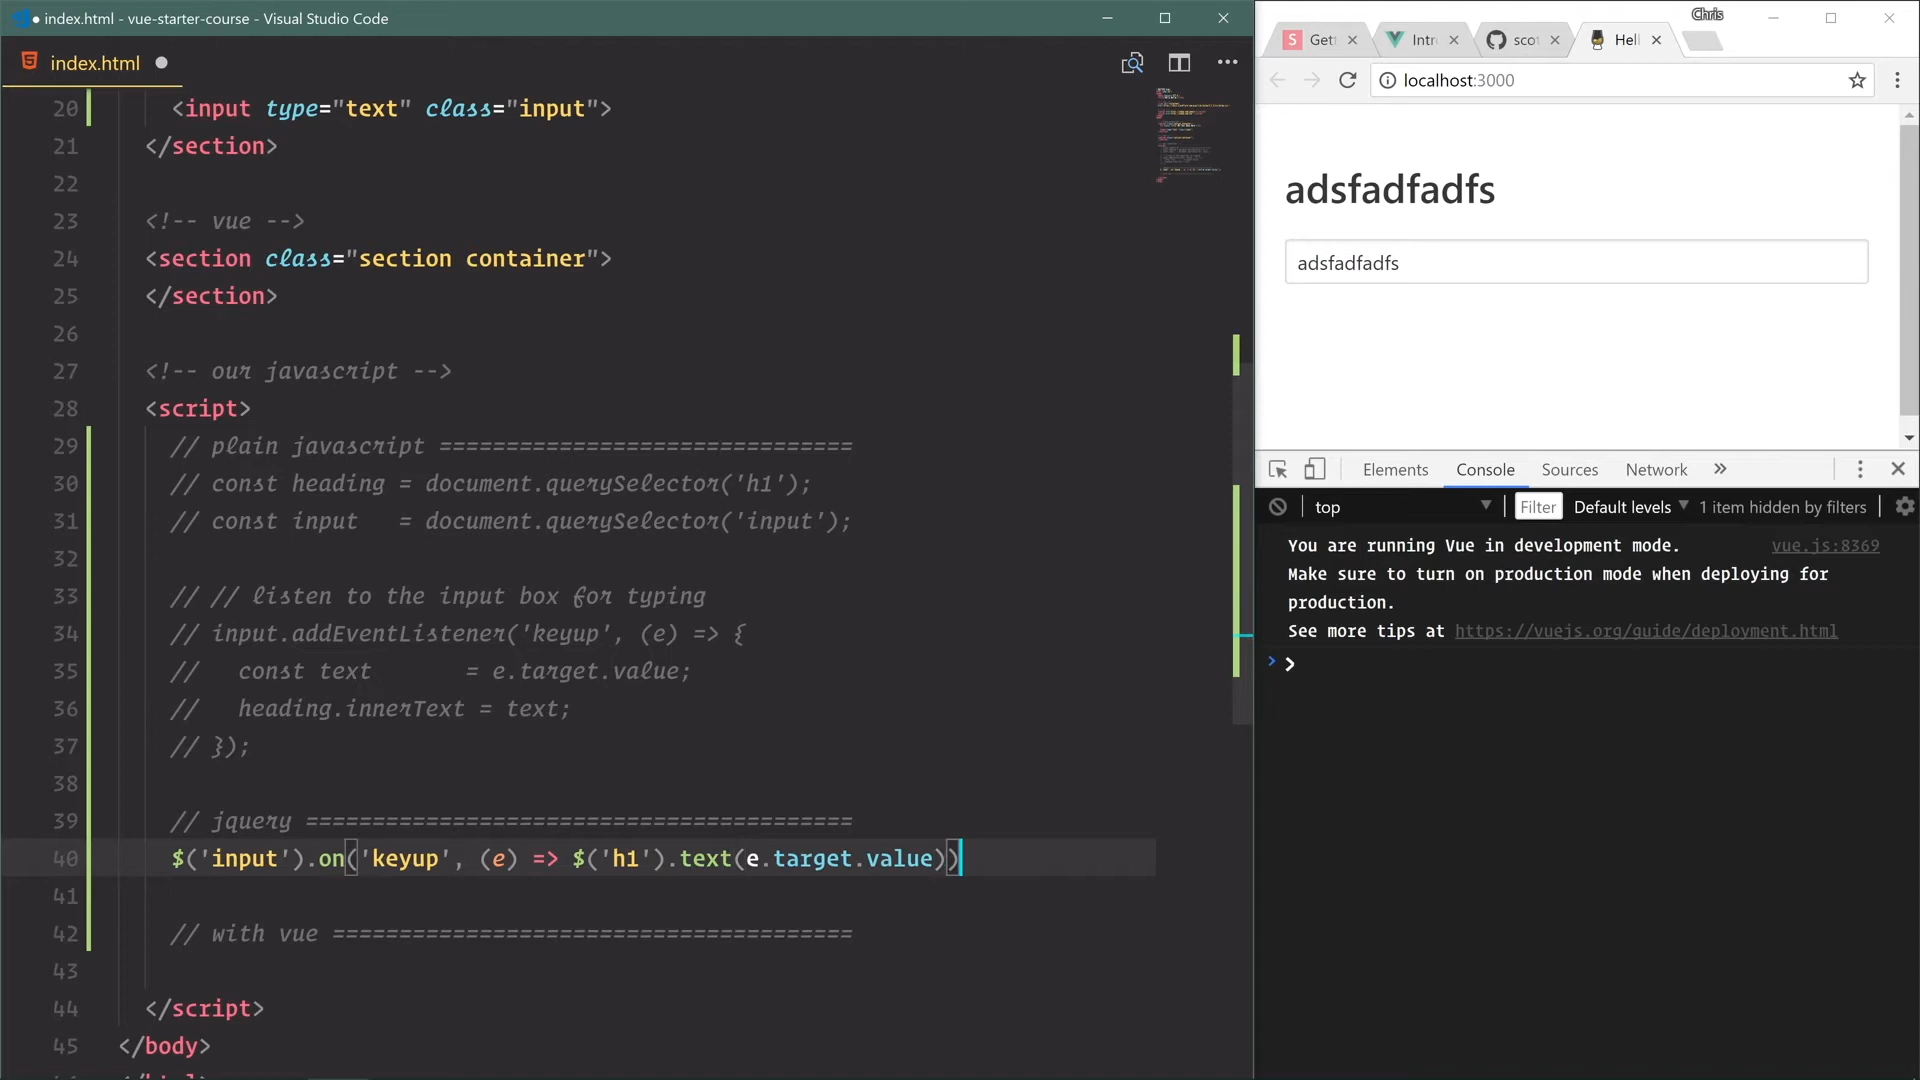 index.html - vue-starter-course - Visual Studio Code
index.html
20 <input type="text" class="input">
21 </section>
22
23 <!-- vue -->
24 <section class="section container">
25 </section>
26
27 <!-- our javascript -->
28 <script>
29 // plain javascript ===============================
30 // const heading = document.querySelector('h1');
31 // const input   = document.querySelector('input');
32
33 // // listen to the input box for typing
34 // input.addEventListener('keyup', (e) => {
35 //   const text       = e.target.value;
36 //   heading.innerText = text;
37 // });
38
39 // jquery =========================================
40 $('input').on('keyup', (e) => $('h1').text(e.target.value))
41
42 // with vue =======================================
43
44 </script>
45 </body>
Chris
Get
Intr
scot
Hell
localhost:3000
adsfadfadfs
adsfadfadfs
Elements Console Sources Network »
top Filter Default levels 1 item hidden by filters
You are running Vue in development mode. vue.js:8369
Make sure to turn on production mode when deploying for
production.
See more tips at https://vuejs.org/guide/deployment.html